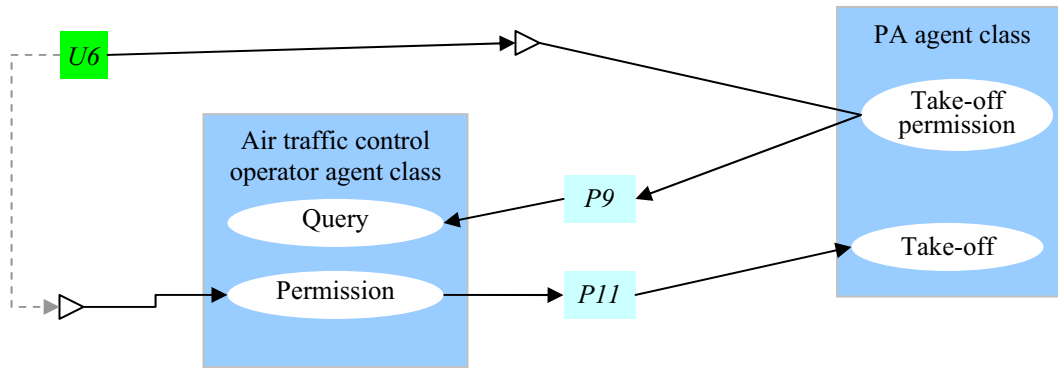 U6
PA agent class
Take-off
permission
Air traffic control
operator agent class
Query
P9
Take-off
Permission
P11